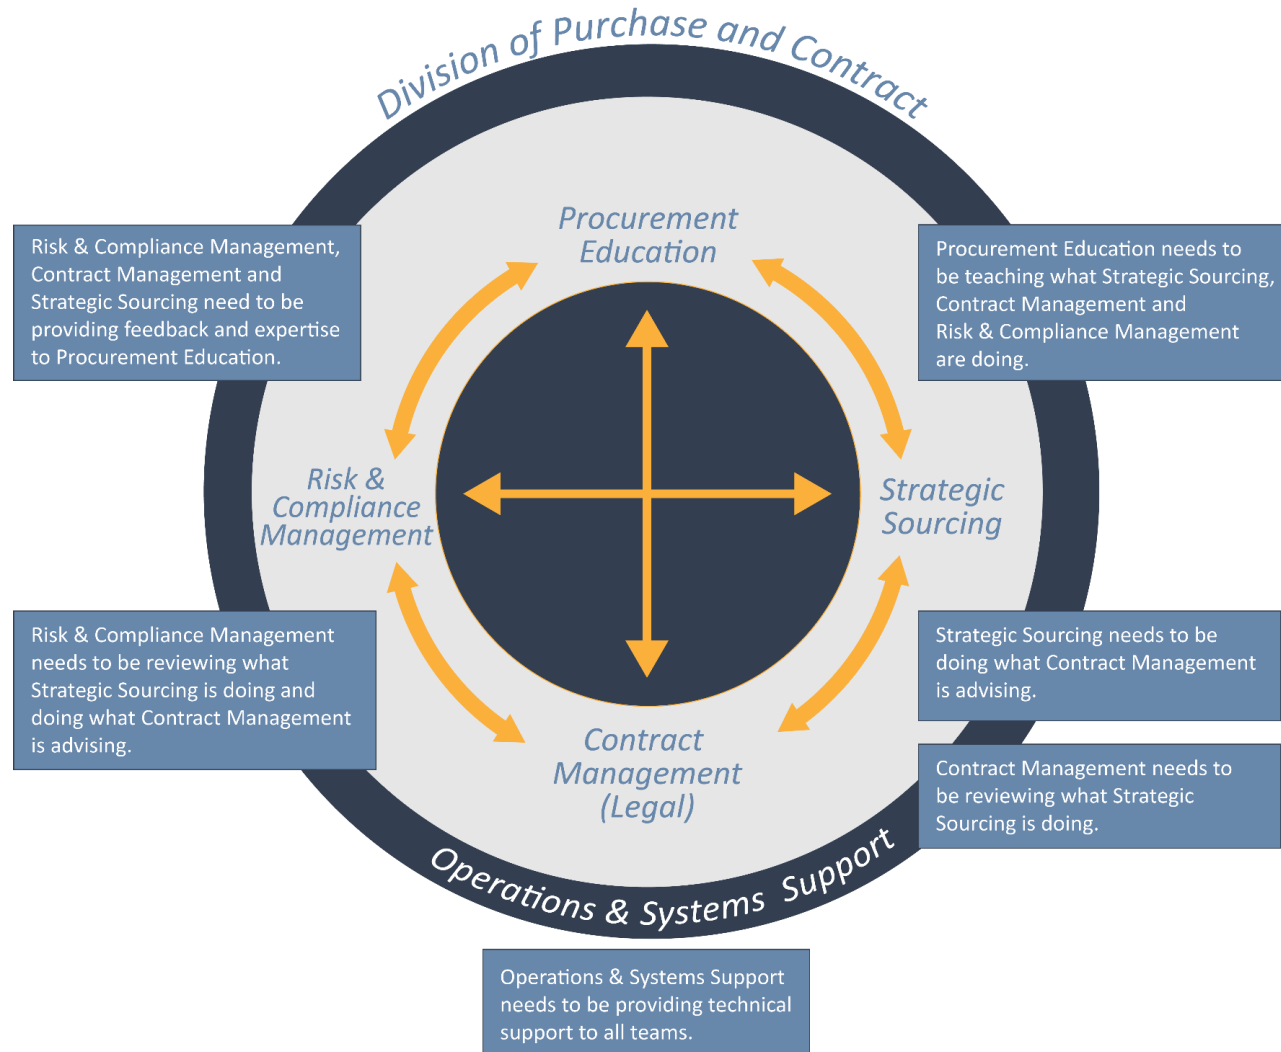 Division of Purchase and Contract
Procurement
Education
Risk & Compliance Management,
Contract Management and
Strategic Sourcing need to be
providing feedback and expertise
to Procurement Education.
Procurement Education needs to
be teaching what Strategic Sourcing,
Contract Management and
Risk & Compliance Management
are doing.
Risk &
Compliance
Management
Strategic
Sourcing
Risk & Compliance Management
needs to be reviewing what
Strategic Sourcing is doing and
doing what Contract Management
is advising.
Strategic Sourcing needs to be
doing what Contract Management
is advising.
Contract
Management
(Legal)
Contract Management needs to
be reviewing what Strategic
Sourcing is doing.
Operations & Systems Support
Operations & Systems Support
needs to be providing technical
support to all teams.